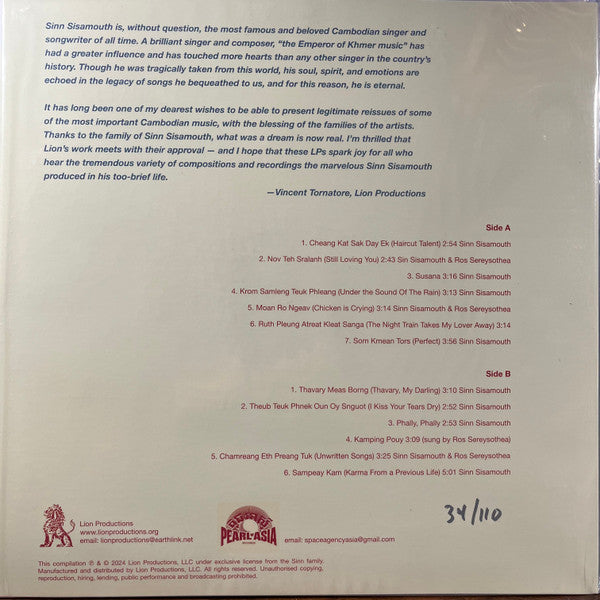 Sinn Sisamouth is, without question, the most famous and beloved Cambodian singer and
songwriter of all time. A brilliant singer and composer, “the Emperor of Khmer music” has
had a greater influence and has touched more hearts than any other singer in the country’s
history. Though he was tragically taken from this world, his soul, spirit, and emotions are
echoed in the legacy of songs he bequeathed to us, and for this reason, he is eternal.
It has long been one of my dearest wishes to be able to present legitimate reissues of some
of the most important Cambodian music, with the blessing of the families of the artists.
Thanks to the family of Sinn Sisamouth, what was a dream is now real. I’m thrilled that
Lion’s work meets with their approval — and I hope that these LPs spark joy for all who
hear the tremendous variety of compositions and recordings the marvelous Sinn Sisamouth
produced in his too-brief life.
—Vincent Tornatore, Lion Productions
Side A
1. Cheang Kat Sak Day Ek (Haircut Talent) 2:54 Sinn Sisamouth
2. Nov Teh Sralanh (Still Loving You) 2:43 Sin Sisamouth & Ros Sereysothea
3. Susana 3:16 Sinn Sisamouth
4. Krom Samleng Teuk Phleang (Under the Sound Of The Rain) 3:13 Sinn Sisamouth
5. Moan Ro Ngeav (Chicken is Crying) 3:14 Sinn Sisamouth & Ros Sereysothea
6. Ruth Pleung Atreat Kleat Sanga (The Night Train Takes My Lover Away) 3:14
7. Som Kmean Tors (Perfect) 3:56 Sinn Sisamouth
Side B
1. Thavary Meas Borng (Thavary, My Darling) 3:10 Sinn Sisamouth
2. Theub Teuk Phnek Oun Oy Snguot (I Kiss Your Tears Dry) 2:52 Sinn Sisamouth
3. Phally, Phally 2:53 Sinn Sisamouth
4. Kamping Pouy 3:09 (sung by Ros Sereysothea)
5. Chamreang Eth Preang Tuk (Unwritten Songs) 3:25 Sinn Sisamouth & Ros Sereysothea
6. Sampeay Kam (Karma From a Previous Life) 5:01 Sinn Sisamouth
34/110
Lion Productions
www.lionproductions.org
email: lionproductions@earthlink.net
PEARL ASIA
email: spaceagencyasia@gmail.com
This compilation ℗ & © 2024 Lion Productions, LLC under exclusive license from the Sinn family.
Manufactured and distributed by Lion Productions, LLC. All rights reserved. Unauthorised copying,
reproduction, hiring, lending, public performance and broadcasting prohibited.